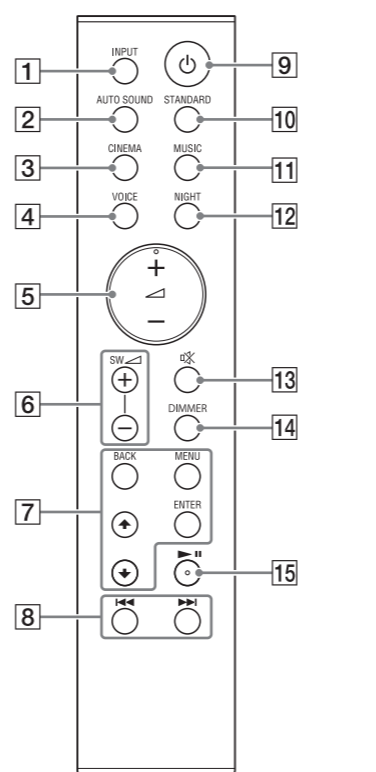 INPUT
1
9
AUTO SOUND STANDARD
2
10
CINEMA MUSIC
3
11
VOICE NIGHT
4
12
+
5
−
SW
+
13
6
DIMMER
−
14
BACK MENU
7
ENTER
15
8